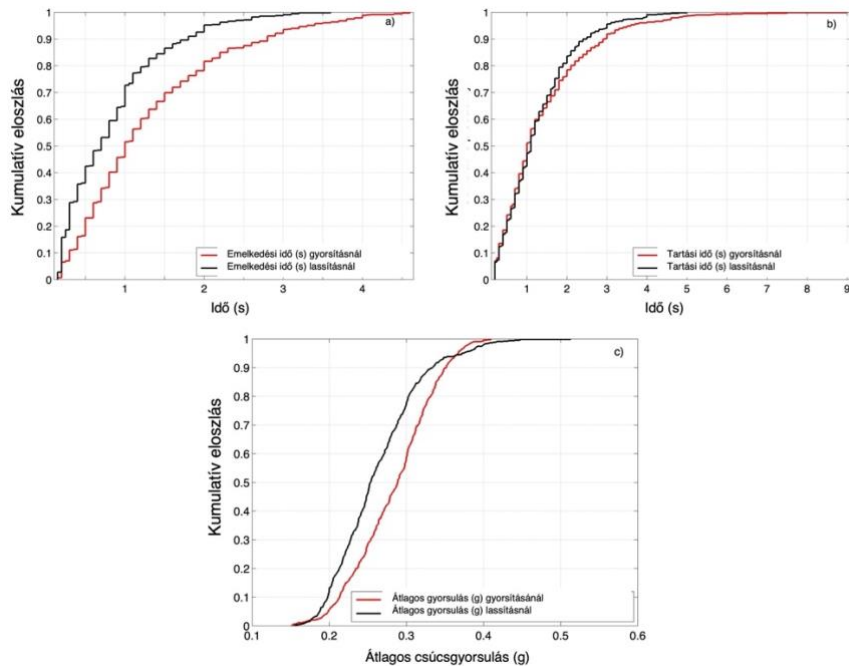 a)
1
0.9
0.8
0.7
0.6
0.5
0.4
0.3
0.2
0.1
0
Kumulatív eloszlás
Emelkedési idő (s) gyorsításnál
Emelkedési idő (s) lassításnál
1 2 3 4
Idő (s)
b)
1
0.9
0.8
0.7
0.6
0.5
0.4
0.3
0.2
0.1
0
Kumulatív eloszlás
Tartási idő (s) gyorsításnál
Tartási idő (s) lassításnál
1 2 3 4 5 6 7 8 9
Idő (s)
c)
1
0.9
0.8
0.7
0.6
0.5
0.4
0.3
0.2
0.1
0
Kumulatív eloszlás
Átlagos gyorsulás (g) gyorsításánál
Átlagos gyorsulás (g) lassításnál
0.1 0.2 0.3 0.4 0.5 0.6
Átlagos csúcsgyorsulás (g)